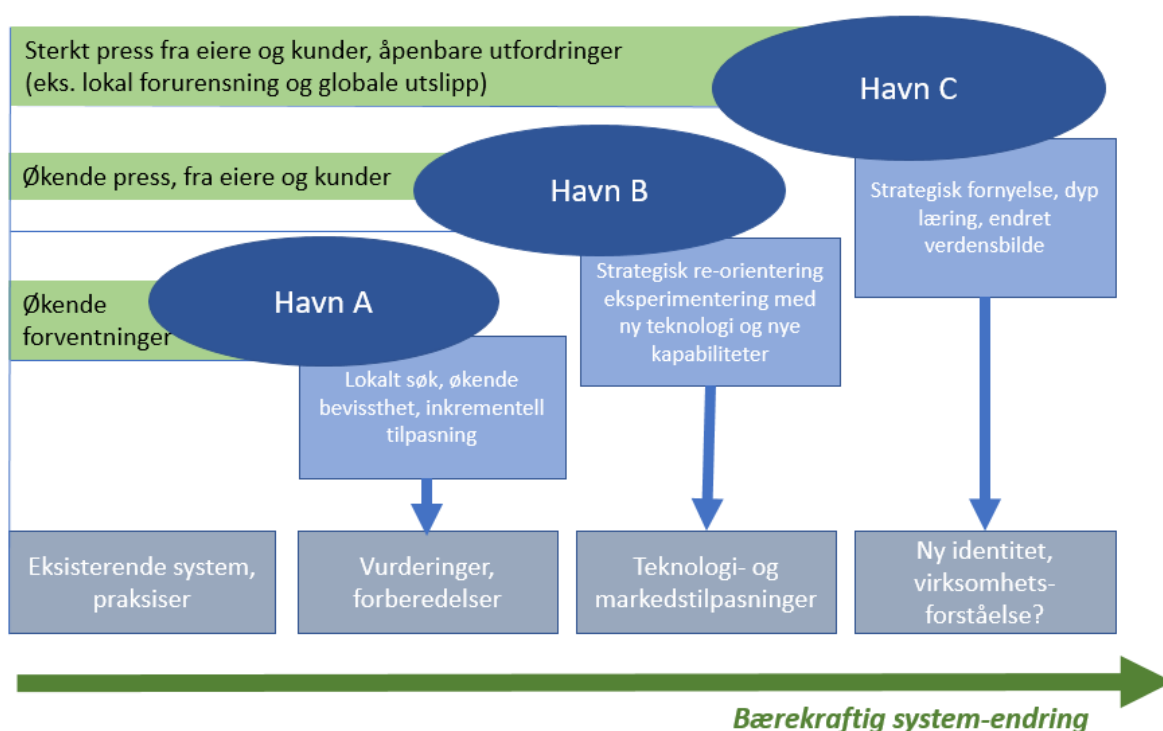 Sterkt press fra eiere og kunder, åpenbare utfordringer
(eks. lokal forurensning og globale utslipp)
Havn C
Økende press, fra eiere og kunder
Havn B
Strategisk fornyelse, dyp
læring, endret
verdensbilde
Økende
forventninger
Havn A
Strategisk re-orientering
eksperimentering med
ny teknologi og nye
kapabiliteter
Lokalt søk, økende
bevissthet, inkrementell
tilpasning
Eksisterende system,
praksiser
Vurderinger,
forberedelser
Teknologi- og
markedstilpasninger
Ny identitet,
virksomhets-
forståelse?
Bærekraftig system-endring